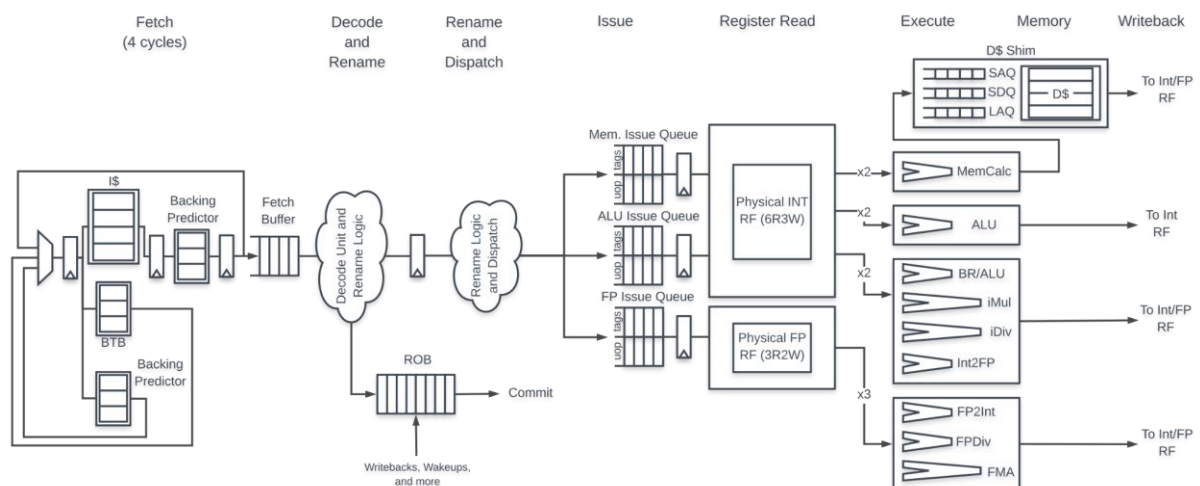 Fetch
(4 cycles)
Decode
and
Rename
Rename
and
Dispatch
Issue
Register Read
Execute
Memory
Writeback
D$ Shim
SAQ
SDQ
LAQ
D$
To Int/FP
RF
Mem. Issue Queue
uop tags
x2
MemCalc
I$
Backing
Predictor
Fetch
Buffer
Decode Unit and
Rename Logic
Rename Logic
and Dispatch
Physical INT
RF (6R3W)
ALU Issue Queue
uop tags
x2
ALU
To Int
RF
x2
BR/ALU
iMul
iDiv
Int2FP
To Int/FP
RF
BTB
Backing
Predictor
FP Issue Queue
uop tags
Physical FP
RF (3R2W)
ROB
Commit
Writebacks, Wakeups,
and more
x3
FP2Int
FPDiv
FMA
To Int/FP
RF